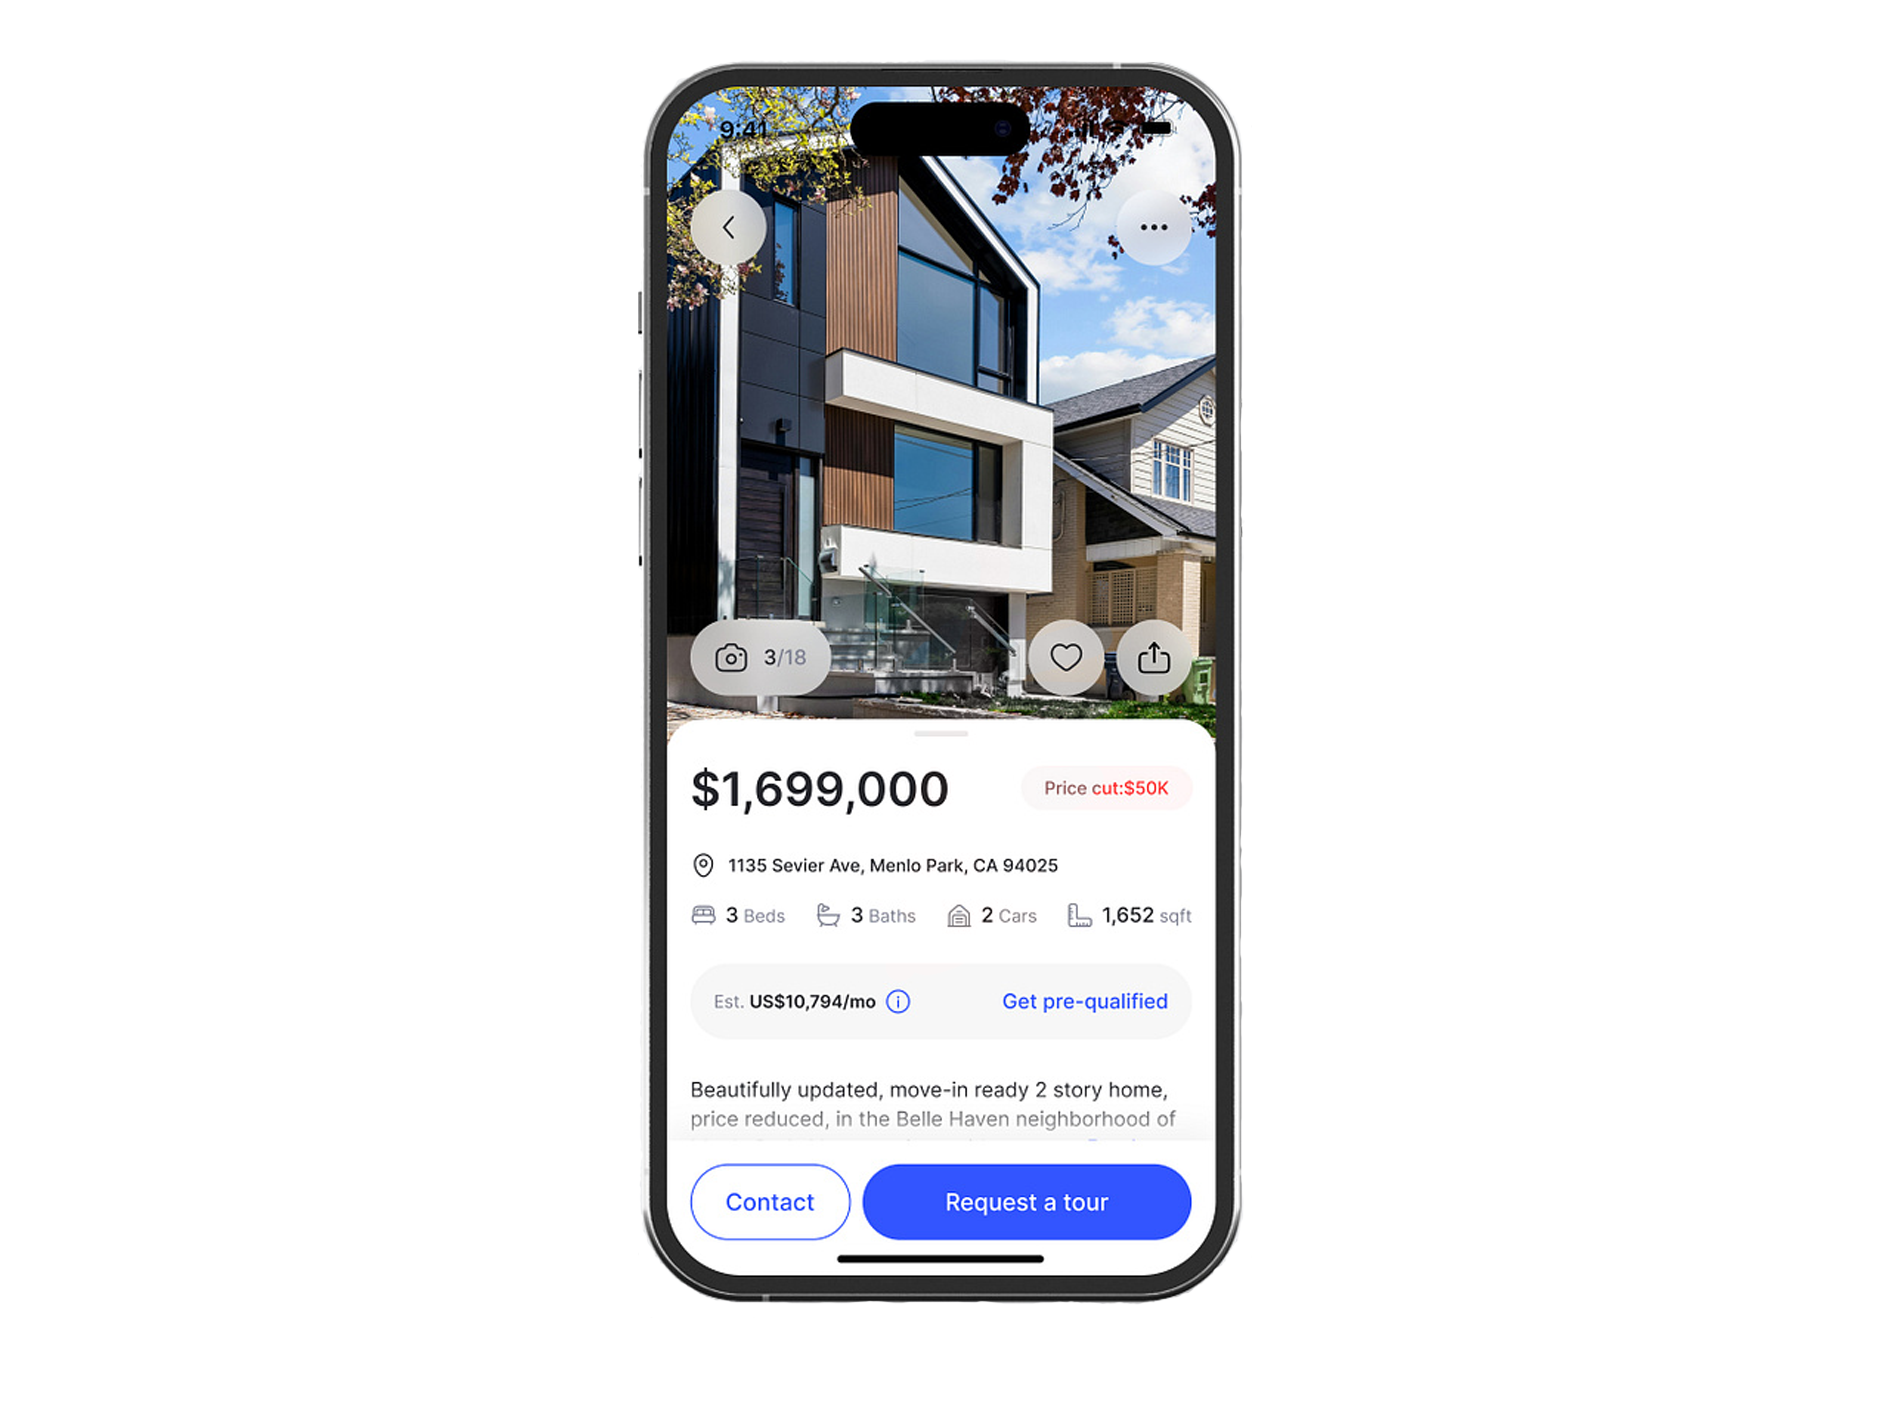 9:41
3/18
$1,699,000
Price cut:$50K
1135 Sevier Ave, Menlo Park, CA 94025
3 Beds 3 Baths 2 Cars 1,652 sqft
Est. US$10,794/mo Get pre-qualified
Beautifully updated, move-in ready 2 story home,
price reduced, in the Belle Haven neighborhood of
Contact Request a tour